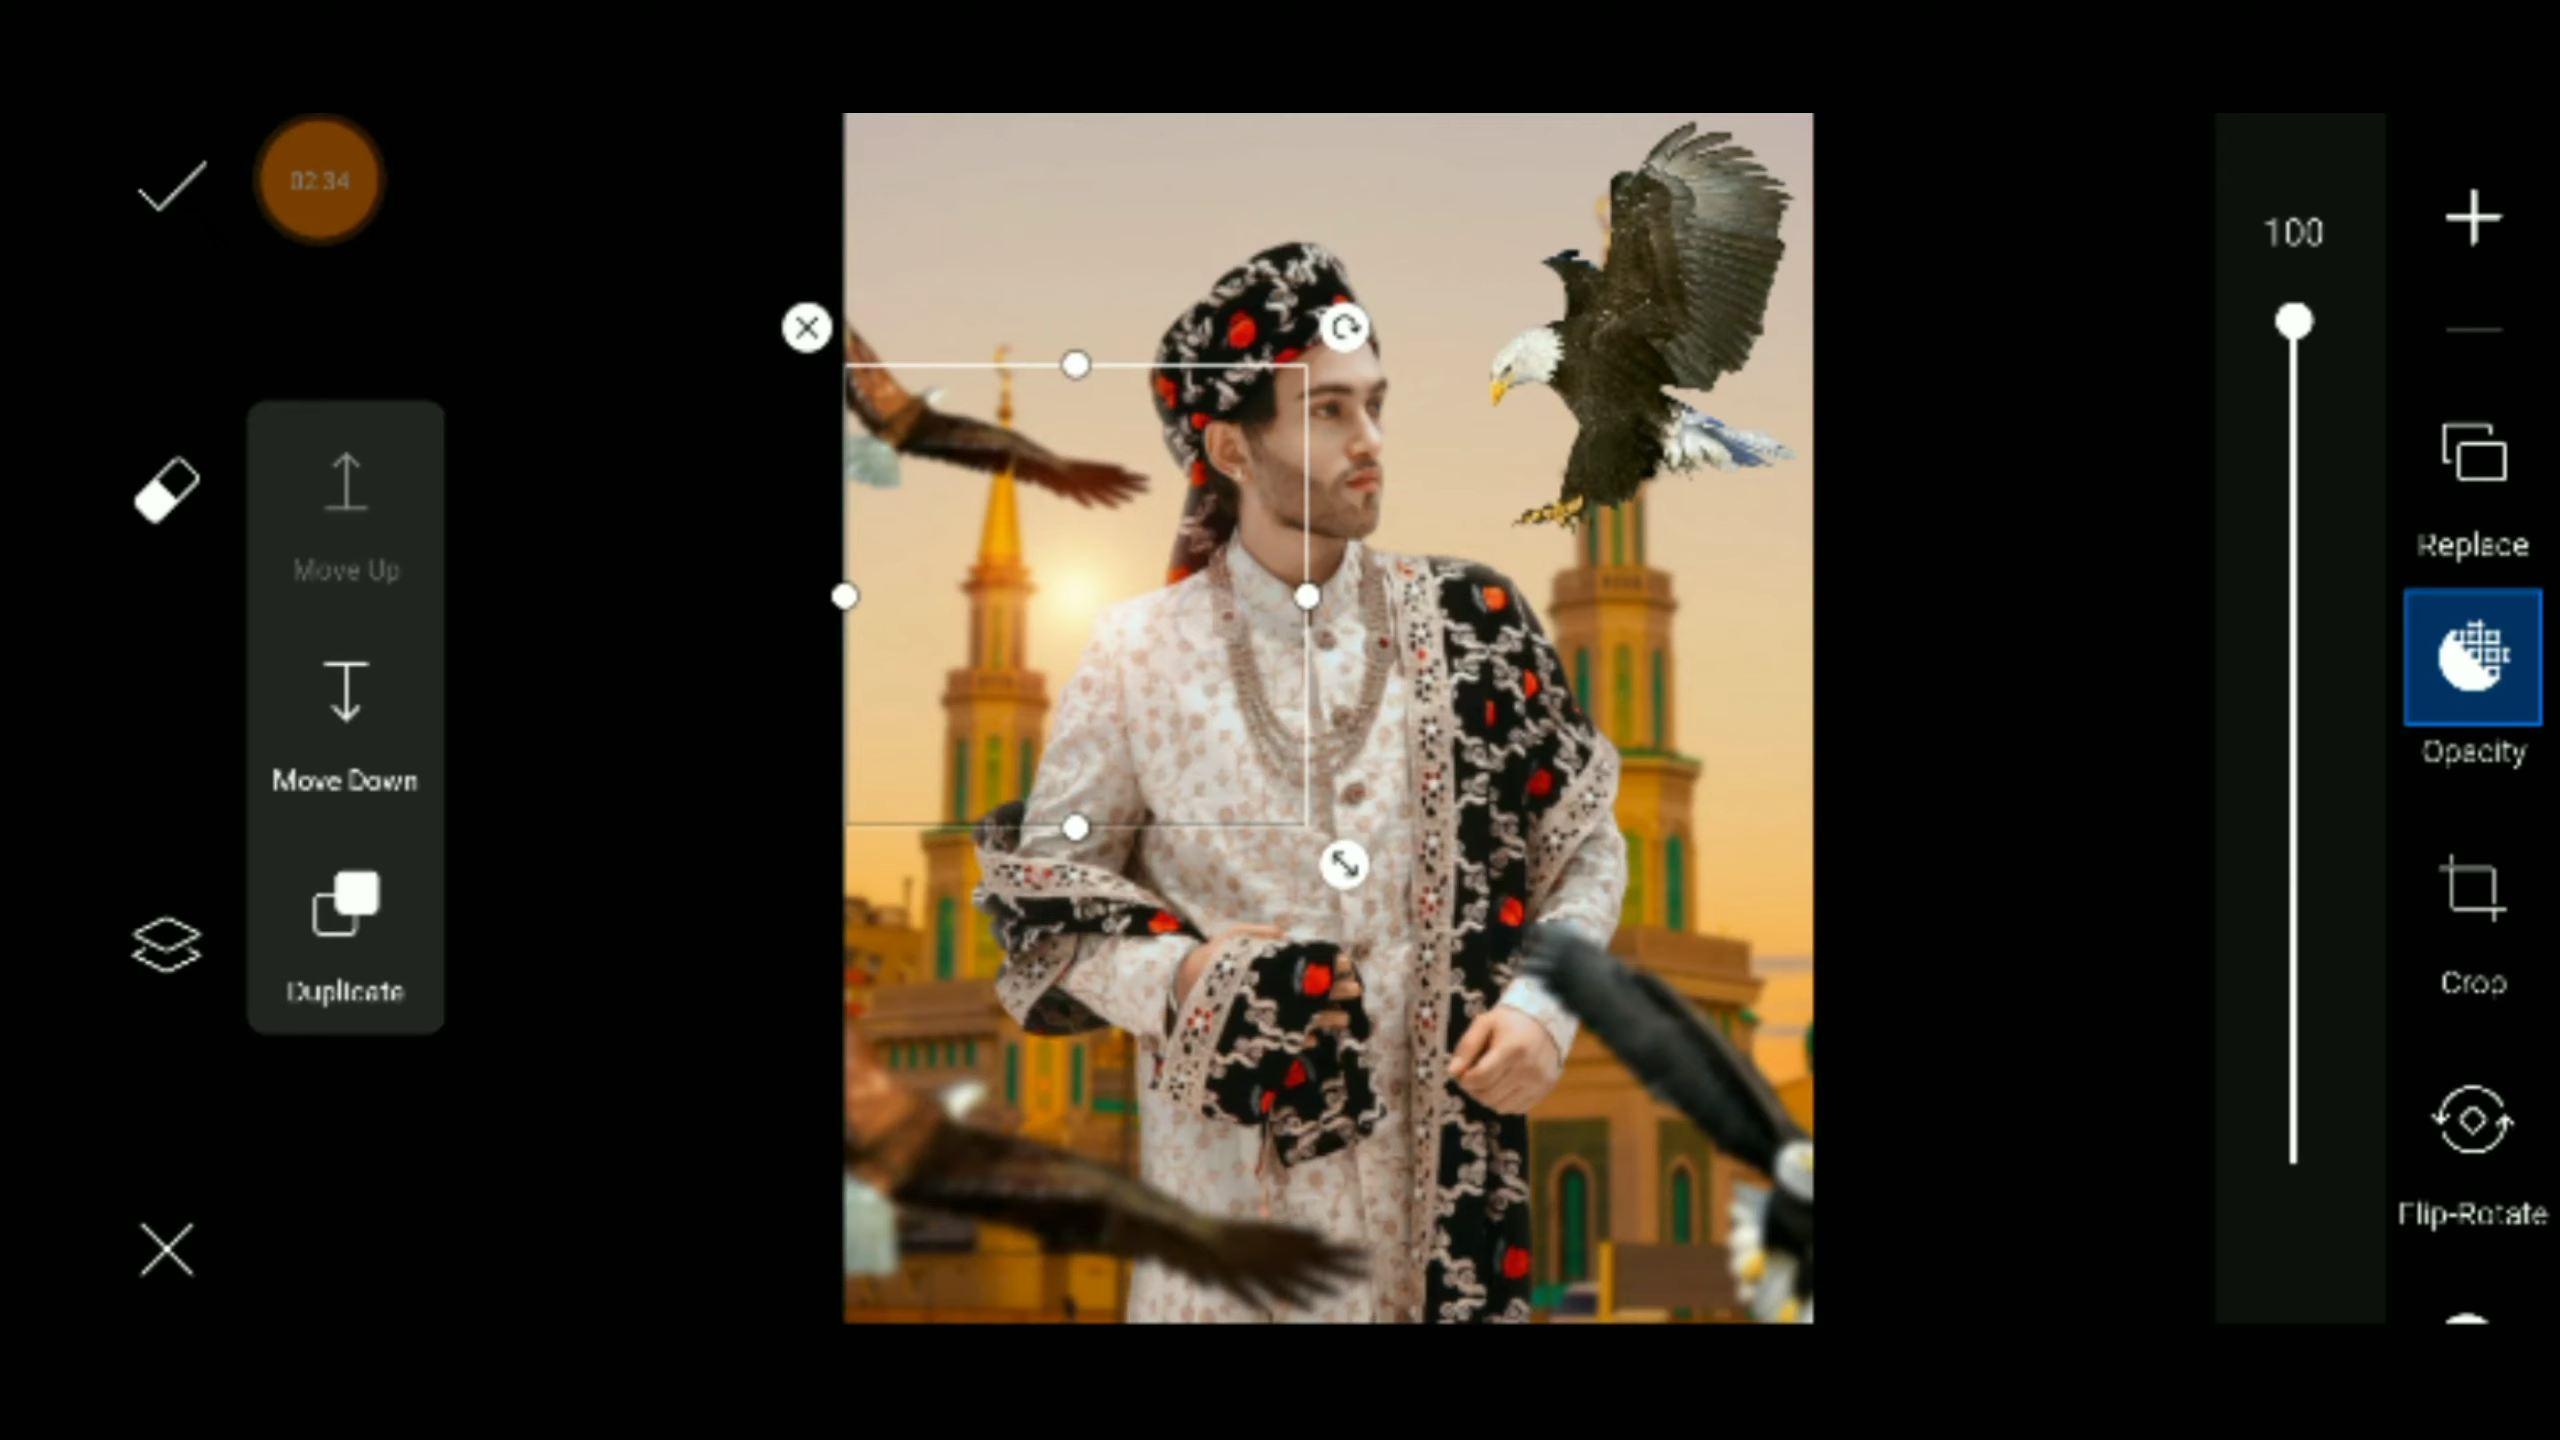 02:34
Move Up
Move Down
Duplicate
100
Replace
Opacity
Crop
Flip-Rotate